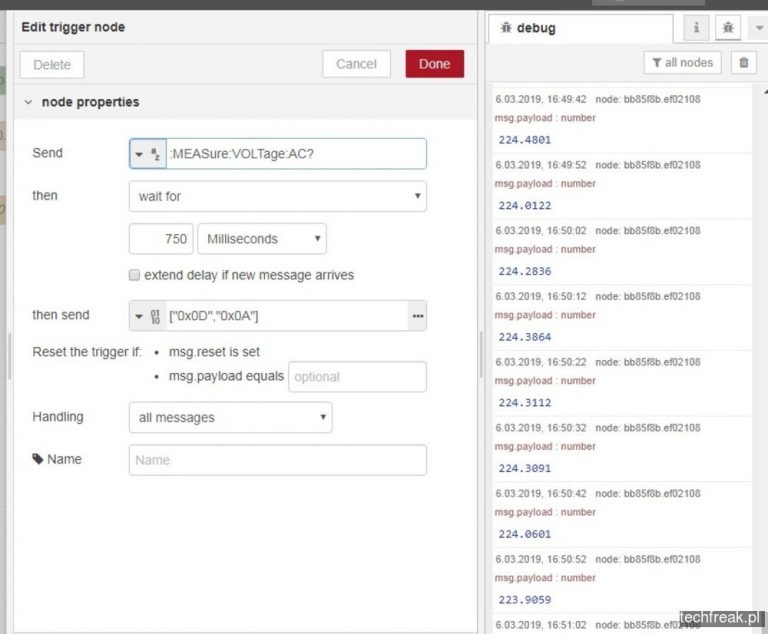 Edit trigger node
Delete
Cancel
Done
node properties
Send
:MEASure:VOLTage:AC?
then
wait for
750
Milliseconds
extend delay if new message arrives
then send
["0x0D","0x0A"]
Reset the trigger if:
• msg.reset is set
• msg.payload equals
optional
Handling
all messages
Name
Name
debug
i
all nodes
6.03.2019, 16:49:42 node: bb85f8b.ef02108
msg.payload : number
224.4801
6.03.2019, 16:49:52 node: bb85f8b.ef02108
msg.payload : number
224.0122
6.03.2019, 16:50:02 node: bb85f8b.ef02108
msg.payload : number
224.2836
6.03.2019, 16:50:12 node: bb85f8b.ef02108
msg.payload : number
224.3864
6.03.2019, 16:50:22 node: bb85f8b.ef02108
msg.payload : number
224.3112
6.03.2019, 16:50:32 node: bb85f8b.ef02108
msg.payload : number
224.3091
6.03.2019, 16:50:42 node: bb85f8b.ef02108
msg.payload : number
224.0601
6.03.2019, 16:50:52 node: bb85f8b.ef02108
msg.payload : number
223.9059
6.03.2019, 16:51:02
techfreak.pl